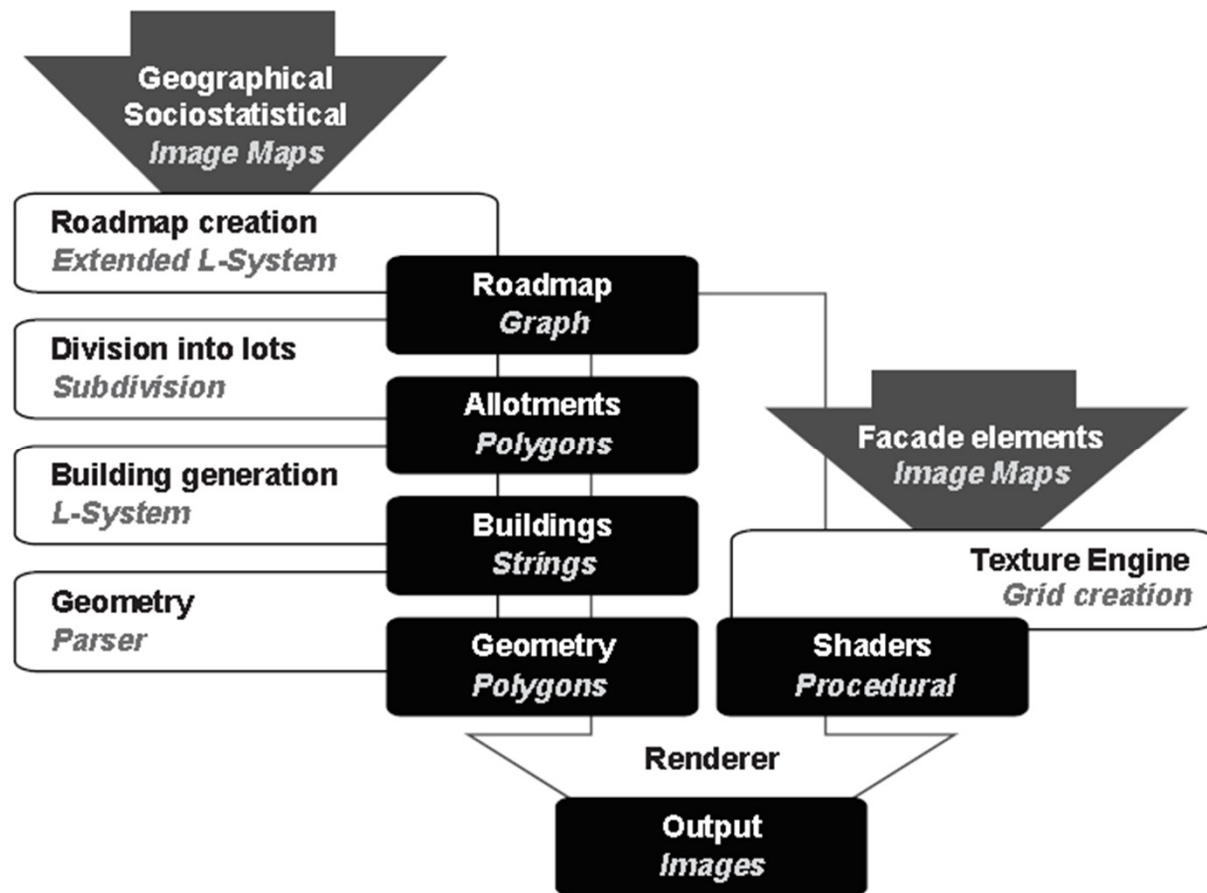 Geographical
Sociostatistical
Image Maps
Roadmap creation
Extended L-System
Roadmap
Graph
Division into lots
Subdivision
Allotments
Polygons
Building generation
L-System
Buildings
Strings
Geometry
Parser
Geometry
Polygons
Facade elements
Image Maps
Texture Engine
Grid creation
Shaders
Procedural
Renderer
Output
Images